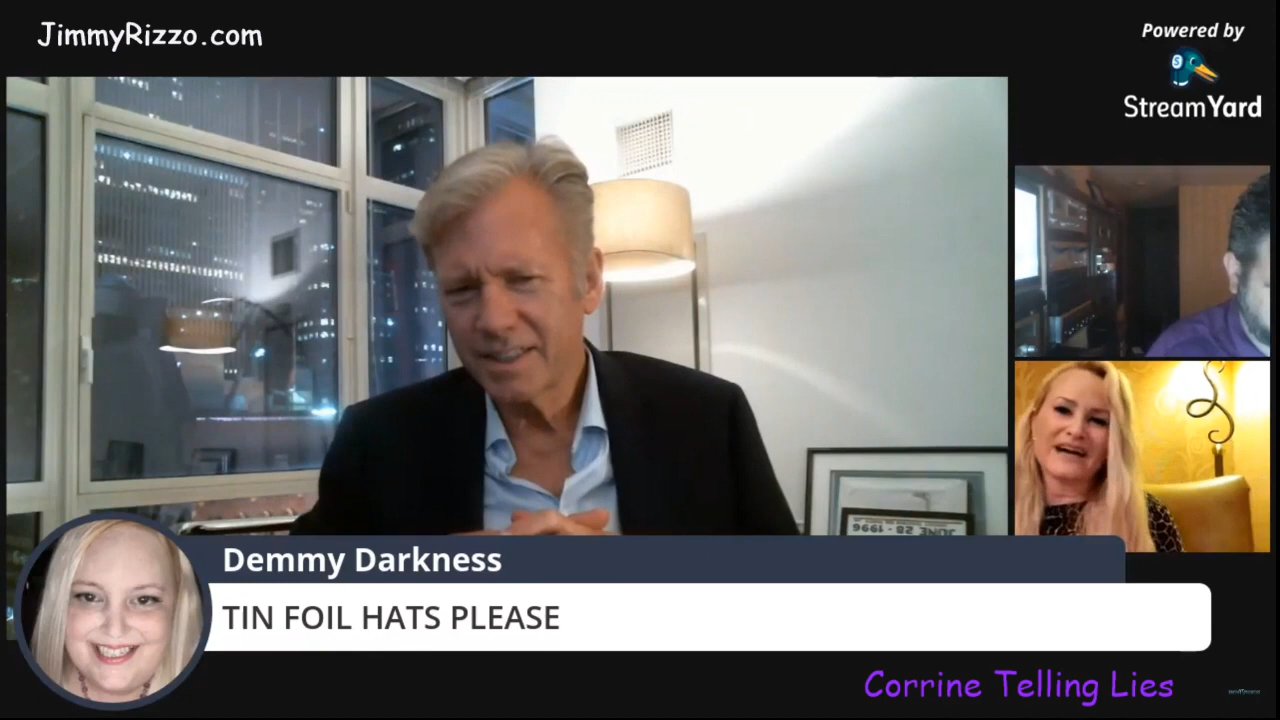 JimmyRizzo.com
Powered by
StreamYard
JUNE 28 - 1996
Demmy Darkness
TIN FOIL HATS PLEASE
Corrine Telling Lies